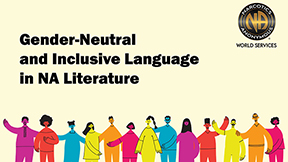 Gender-Neutral
and Inclusive Language
in NA Literature
NARCOTICS
NA
ANONYMOUS
WORLD SERVICES